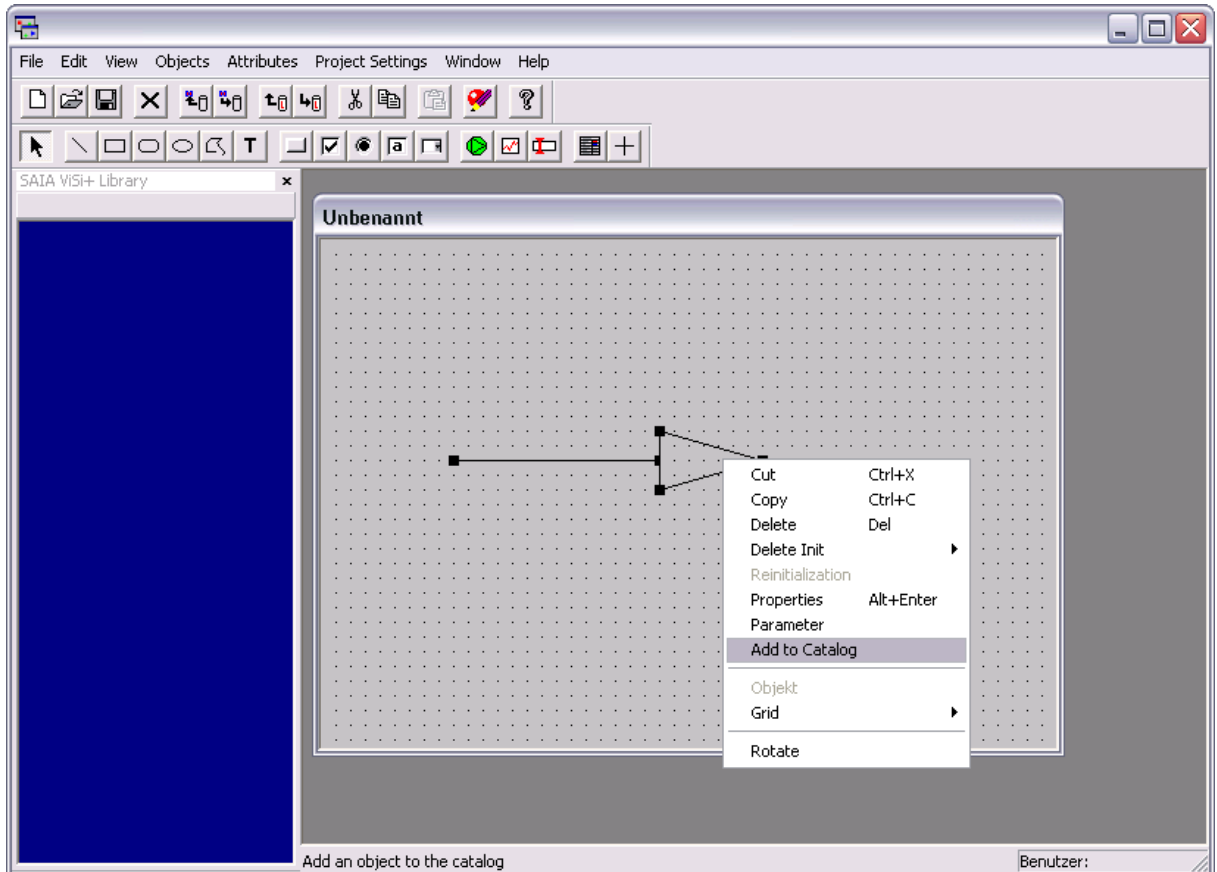 File Edit View Objects Attributes Project Settings Window Help
T
a
SAIA ViSi+ Library
Unbenannt
Cut Ctrl+X
Copy Ctrl+C
Delete Del
Delete Init
Reinitialization
Properties Alt+Enter
Parameter
Add to Catalog
Objekt
Grid
Rotate
Add an object to the catalog
Benutzer: